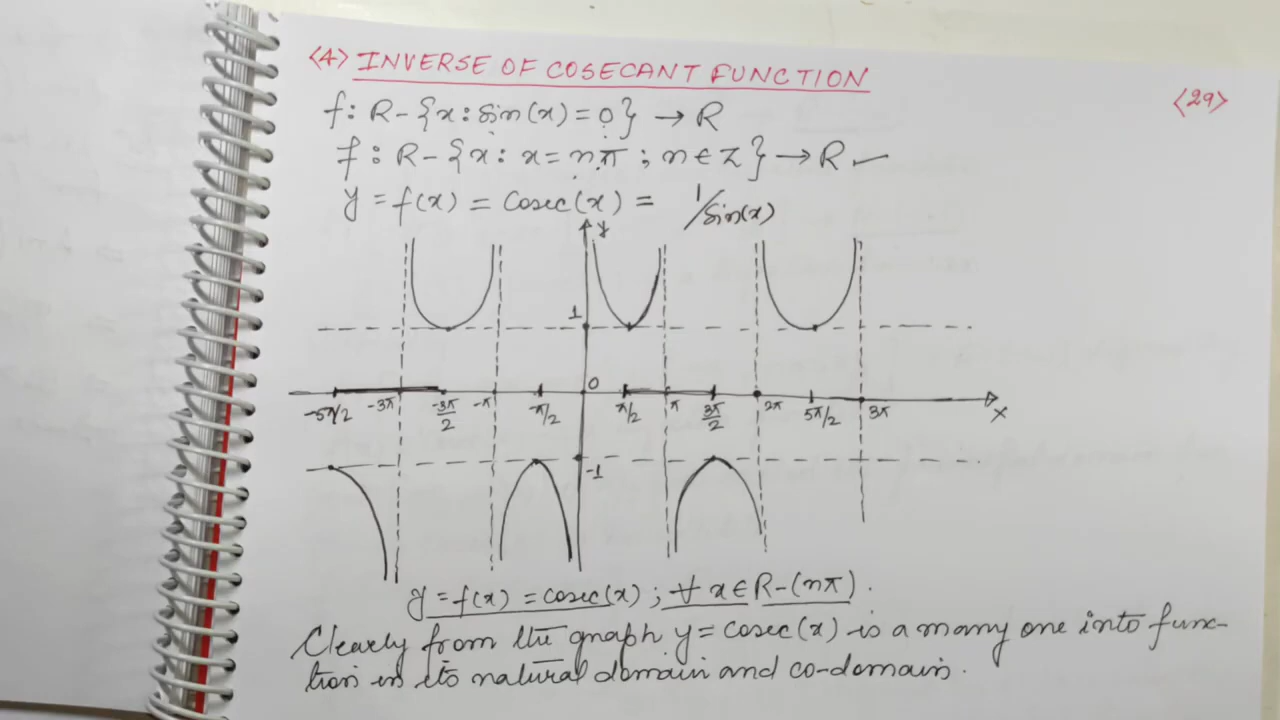 <4> INVERSE OF COSECANT FUNCTION
<29>
f: R-{x: Sin(x)=0} → R
f: R-{x: x=nπ; n∈Z} → R ✓
y = f(x) = Cosec(x) = 1/Sin(x)
y
1
0
-5π/2 -3π -3π/2 -π -π/2 π/2 π 3π/2 2π 5π/2 3π X
-1
y=f(x)=cosec(x); ∀ x∈R-(nπ).
Clearly from the graph y=cosec(x) is a many one into func-
tion in its natural domain and co-domain.